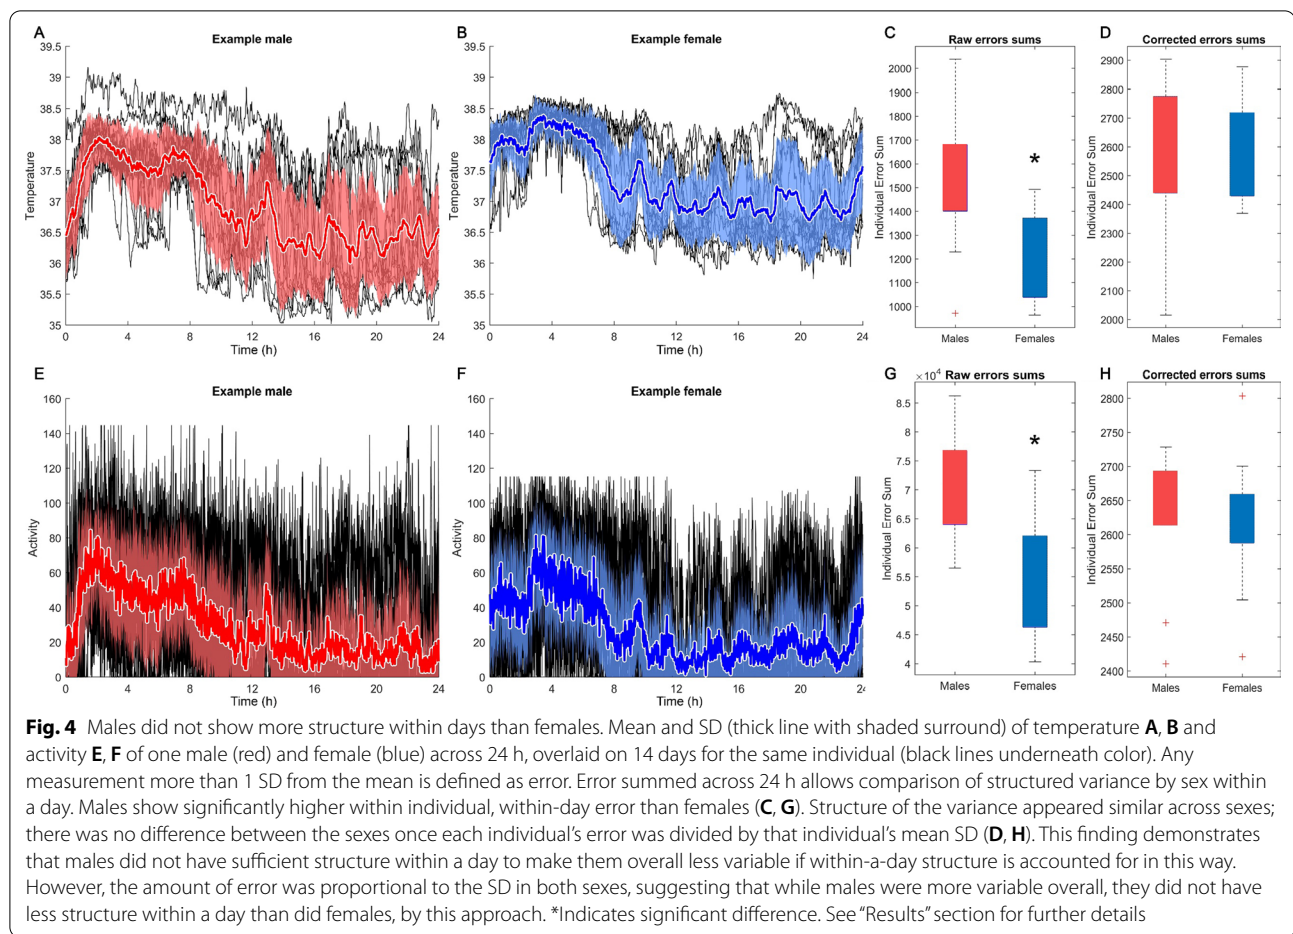 A
Example male
39.5
39
38.5
38
37.5
37
36.5
36
35.5
35
Temperature
0 4 8 12 16 20 24
Time (h)
B
Example female
39.5
39
38.5
38
37.5
37
36.5
36
35.5
35
Temperature
0 4 8 12 16 20 24
Time (h)
C
Raw errors sums
2000
1900
1800
1700
1600
1500
1400
1300
1200
1100
1000
Individual Error Sum
*
Males Females
D
Corrected errors sums
2900
2800
2700
2600
2500
2400
2300
2200
2100
2000
Individual Error Sum
Males Females
E
Example male
160
140
120
100
80
60
40
20
0
Activity
0 4 8 12 16 20 24
Time (h)
F
Example female
160
140
120
100
80
60
40
20
0
Activity
0 4 8 12 16 20 24
Time (h)
G
×10⁴ Raw errors sums
8.5
8
7.5
7
6.5
6
5.5
5
4.5
4
Individual Error Sum
*
Males Females
H
Corrected errors sums
2800
2750
2700
2650
2600
2550
2500
2450
2400
Individual Error Sum
Males Females
Fig. 4 Males did not show more structure within days than females. Mean and SD (thick line with shaded surround) of temperature A, B and
activity E, F of one male (red) and female (blue) across 24 h, overlaid on 14 days for the same individual (black lines underneath color). Any
measurement more than 1 SD from the mean is defined as error. Error summed across 24 h allows comparison of structured variance by sex within
a day. Males show significantly higher within individual, within-day error than females (C, G). Structure of the variance appeared similar across sexes;
there was no difference between the sexes once each individual's error was divided by that individual's mean SD (D, H). This finding demonstrates
that males did not have sufficient structure within a day to make them overall less variable if within-a-day structure is accounted for in this way.
However, the amount of error was proportional to the SD in both sexes, suggesting that while males were more variable overall, they did not have
less structure within a day than did females, by this approach. *Indicates significant difference. See "Results" section for further details